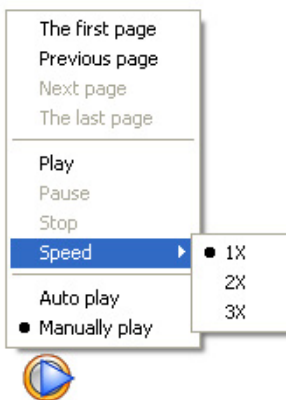 The first page
Previous page
Next page
The last page
Play
Pause
Stop
Speed
1X
2X
3X
Auto play
Manually play